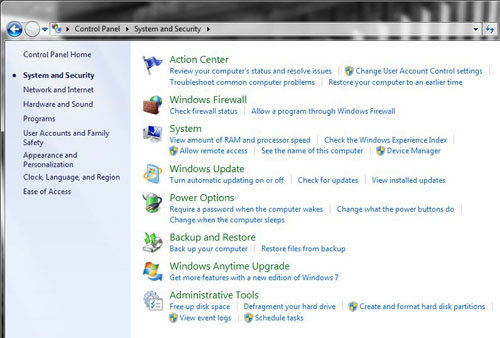 Control Panel ▸ System and Security ▸
Control Panel Home
System and Security
Network and Internet
Hardware and Sound
Programs
User Accounts and Family
Safety
Appearance and
Personalization
Clock, Language, and Region
Ease of Access
Action Center
Review your computer's status and resolve issues | Change User Account Control settings
Troubleshoot common computer problems | Restore your computer to an earlier time
Windows Firewall
Check firewall status | Allow a program through Windows Firewall
System
View amount of RAM and processor speed | Check the Windows Experience Index
Allow remote access | See the name of this computer | Device Manager
Windows Update
Turn automatic updating on or off | Check for updates | View installed updates
Power Options
Require a password when the computer wakes | Change what the power buttons do
Change when the computer sleeps
Backup and Restore
Back up your computer | Restore files from backup
Windows Anytime Upgrade
Get more features with a new edition of Windows 7
Administrative Tools
Free up disk space | Defragment your hard drive | Create and format hard disk partitions
View event logs | Schedule tasks